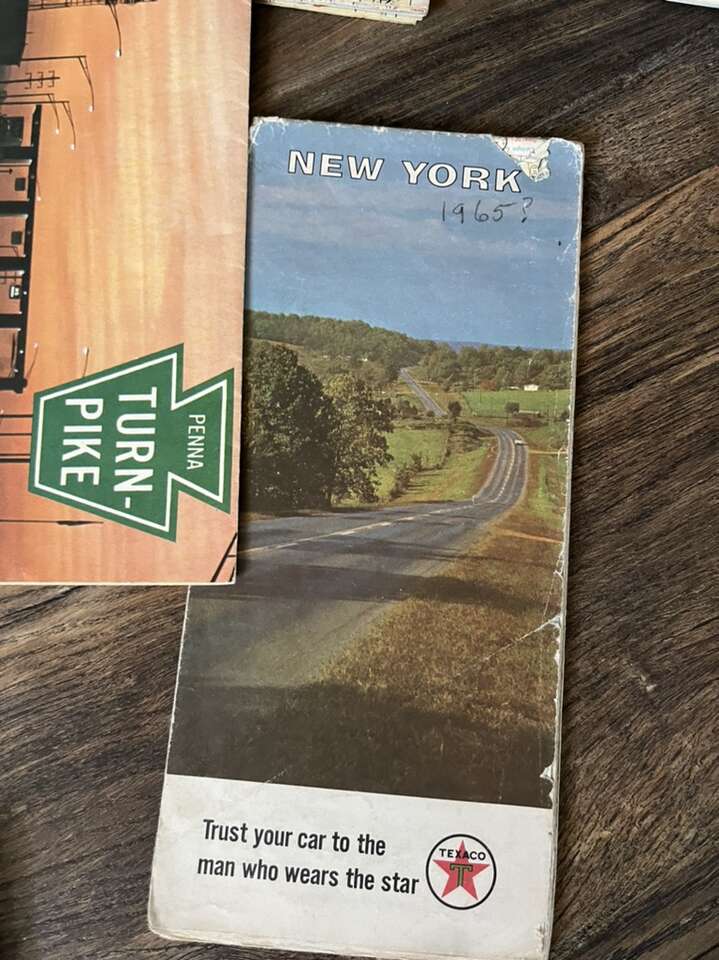 PENNA
TURN-
PIKE
NEW YORK
1965?
Trust your car to the
man who wears the star
TEXACO
T